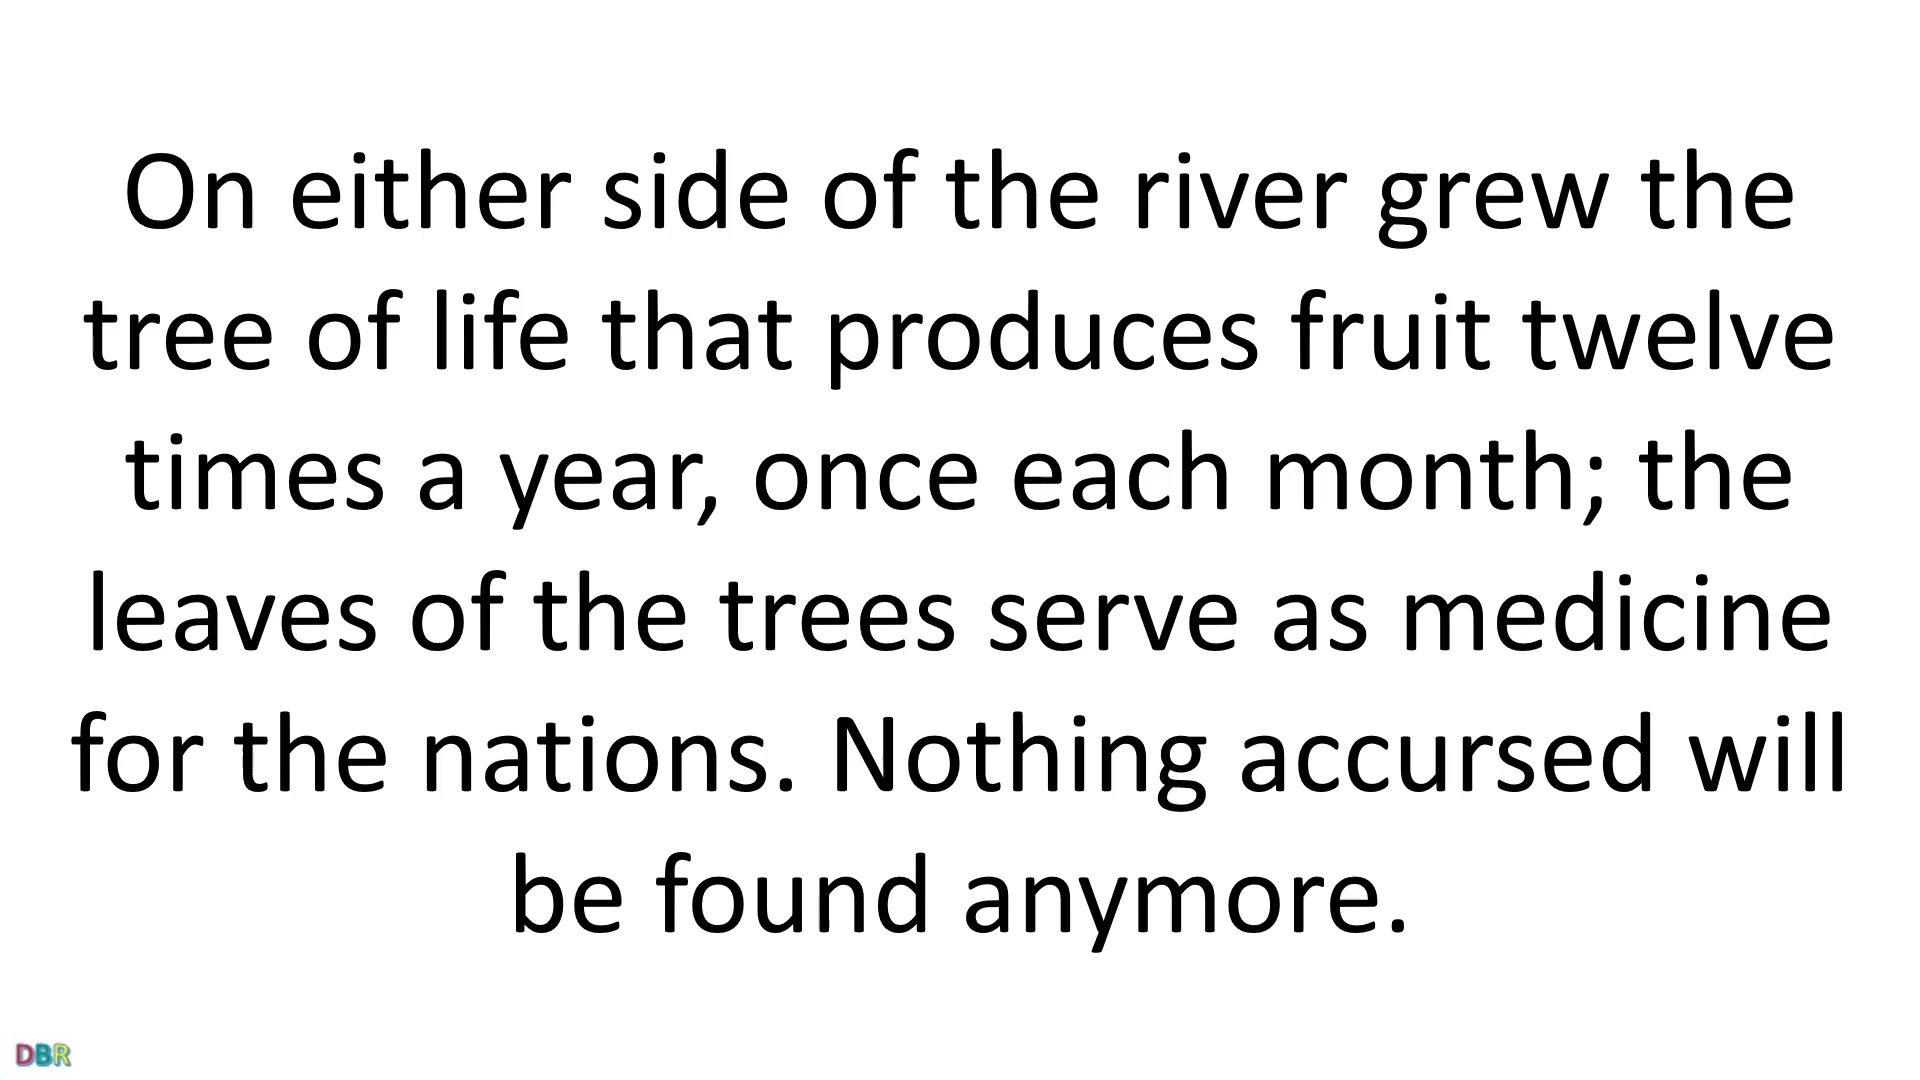 On either side of the river grew the
tree of life that produces fruit twelve
times a year, once each month; the
leaves of the trees serve as medicine
for the nations. Nothing accursed will
be found anymore.
DBR